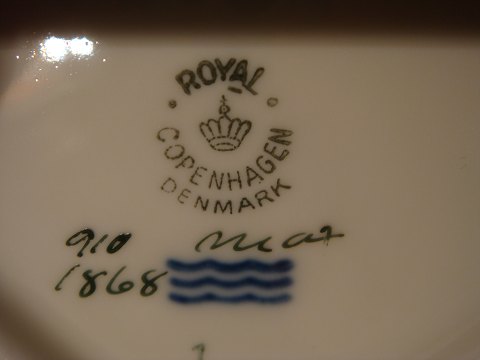 ROYAL
COPENHAGEN
DENMARK
910
1868